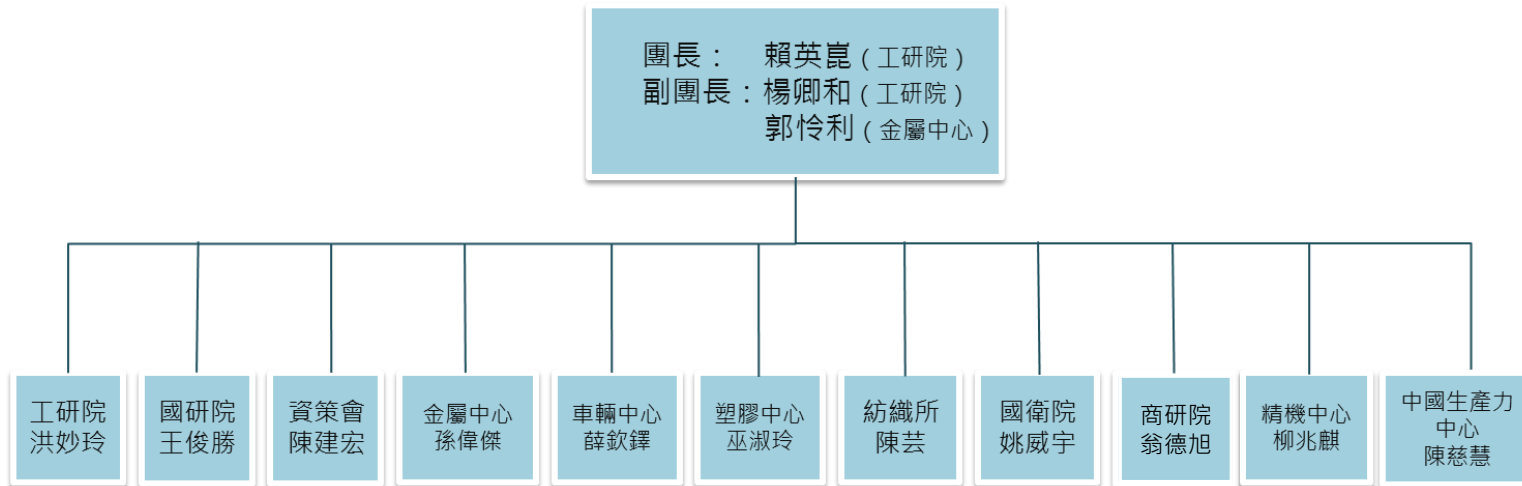 團長： 賴英崑（工研院）
副團長：楊卿和（工研院）
郭怜利（金屬中心）
工研院
洪妙玲
國研院
王俊勝
資策會
陳建宏
金屬中心
孫偉傑
車輛中心
薛欽鐸
塑膠中心
巫淑玲
紡織所
陳芸
國衛院
姚威宇
商研院
翁德旭
精機中心
柳兆麒
中國生產力
中心
陳慈慧